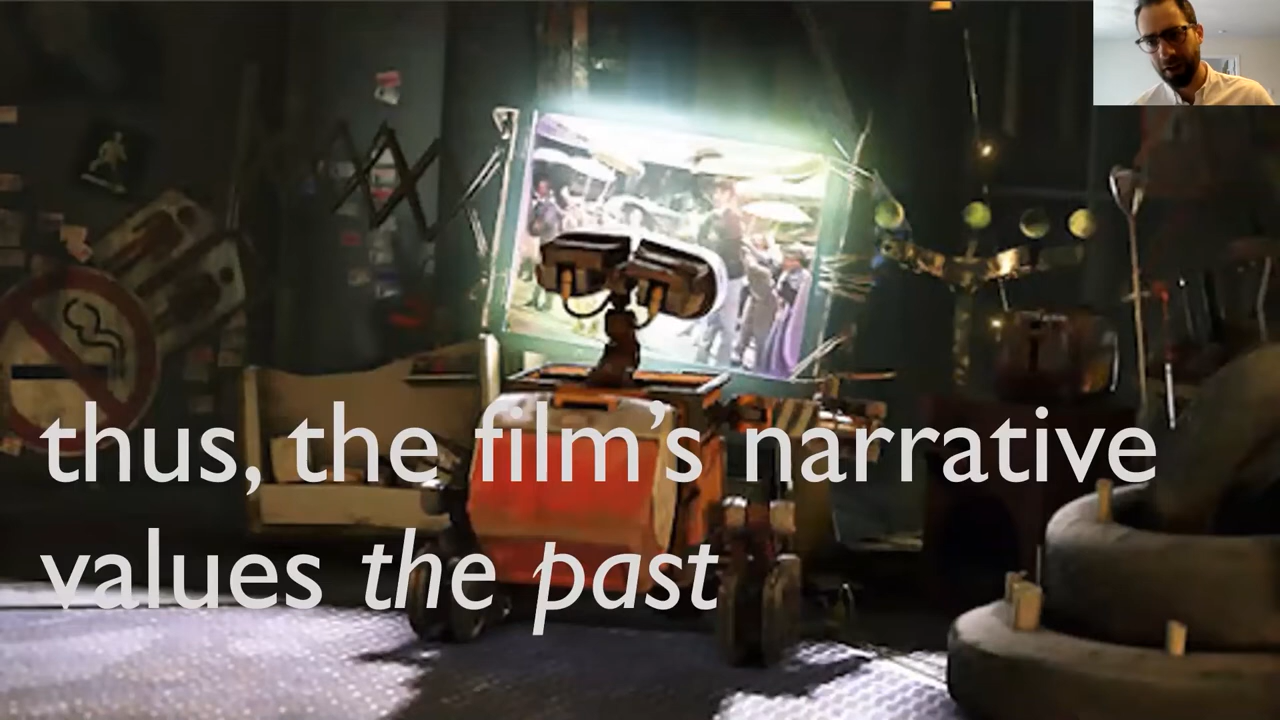 thus, the film’s narrative
values the past